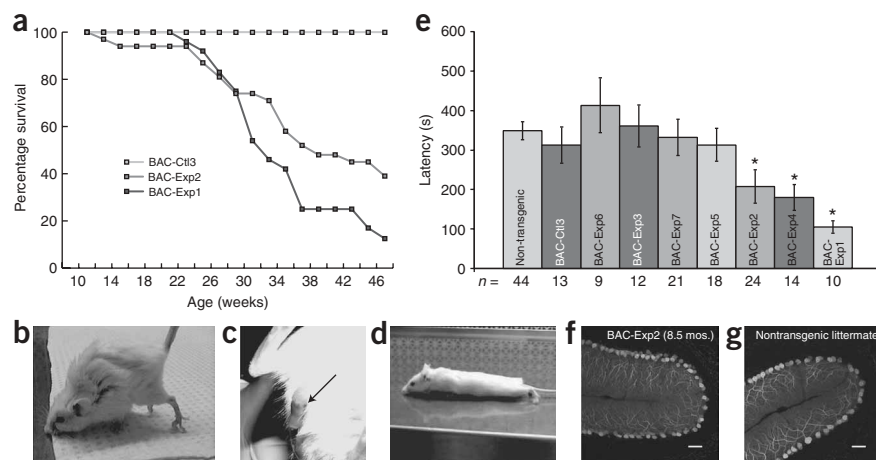 a
Percentage survival
100
80
60
40
20
0
BAC-Ctl3
BAC-Exp2
BAC-Exp1
10 14 18 22 26 30 34 38 42 46
Age (weeks)
e
Latency (s)
600
500
400
300
200
100
0
Non-transgenic
BAC-Ctl3
BAC-Exp6
BAC-Exp3
BAC-Exp7
BAC-Exp5
BAC-Exp2
BAC-Exp4
BAC-
Exp1
* * *
n = 44 13 9 12 21 18 24 14 10
b
c
d
f
BAC-Exp2 (8.5 mos.)
g
Nontransgenic littermate